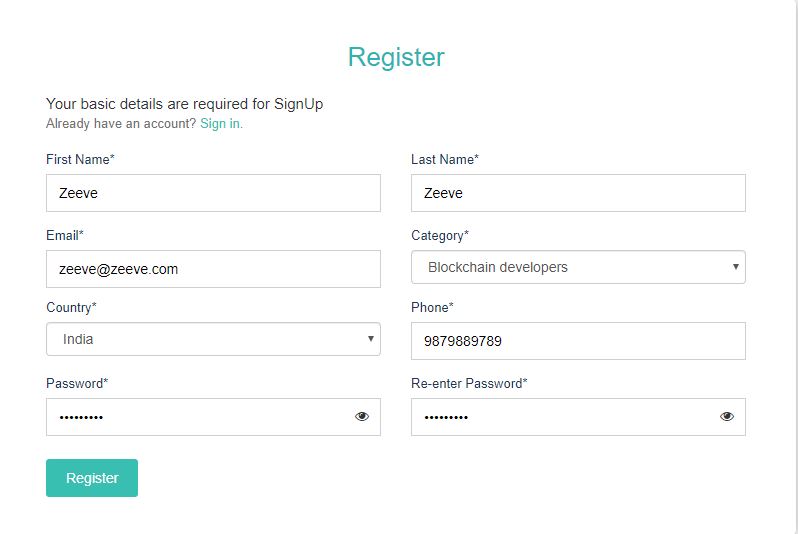 Register
Your basic details are required for SignUp
Already have an account? Sign in.
First Name*
Last Name*
Zeeve
Zeeve
Email*
Category*
zeeve@zeeve.com
Blockchain developers
Country*
Phone*
India
9879889789
Password*
Re-enter Password*
•••••••••
•••••••••
Register